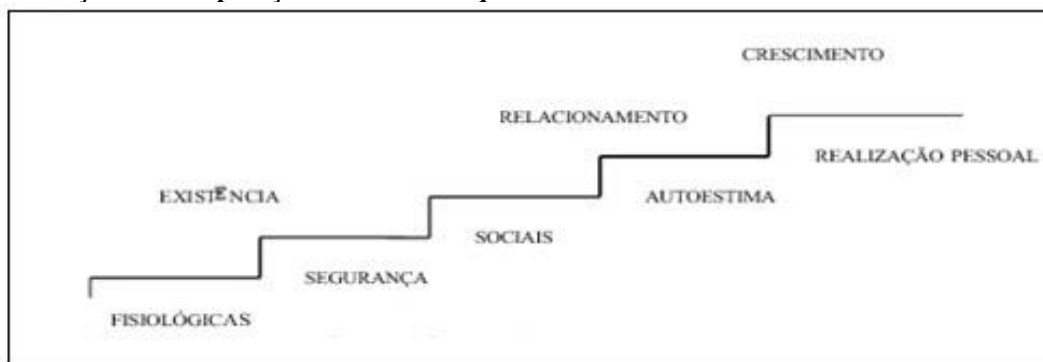 CRESCIMENTO
RELACIONAMENTO
REALIZAÇÃO PESSOAL
EXISTÊNCIA
AUTOESTIMA
SOCIAIS
SEGURANÇA
FISIOLÓGICAS